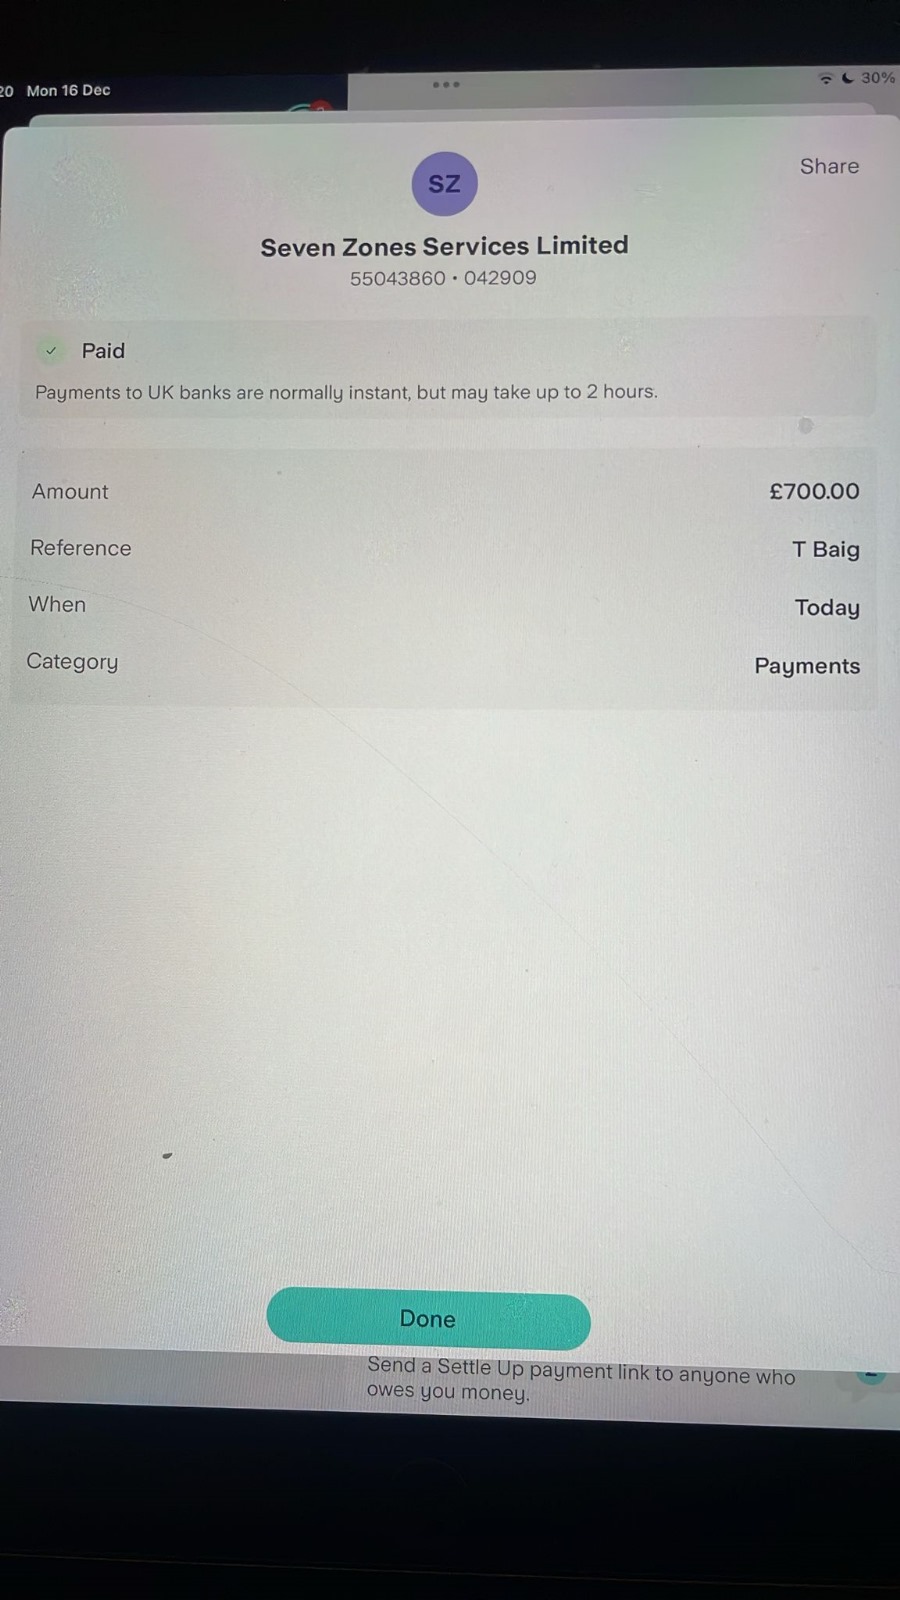 20 Mon 16 Dec
30%
Share
SZ
Seven Zones Services Limited
55043860 • 042909
Paid
Payments to UK banks are normally instant, but may take up to 2 hours.
Amount £700.00
Reference T Baig
When Today
Category Payments
Done
Send a Settle Up payment link to anyone who
owes you money.